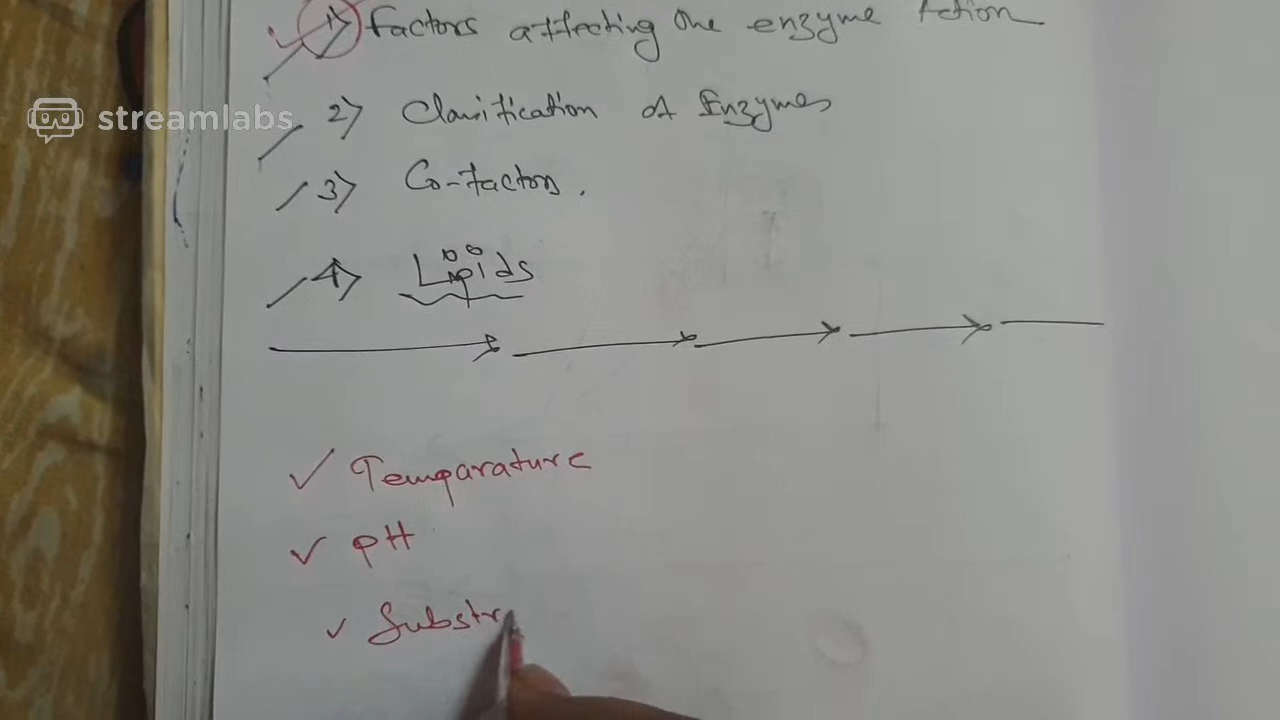 1) Factors affecting the enzyme Action
streamlabs
2) Classification of Enzymes
3) Co-factors.
4) Lipids
Temparature
pH
Substr